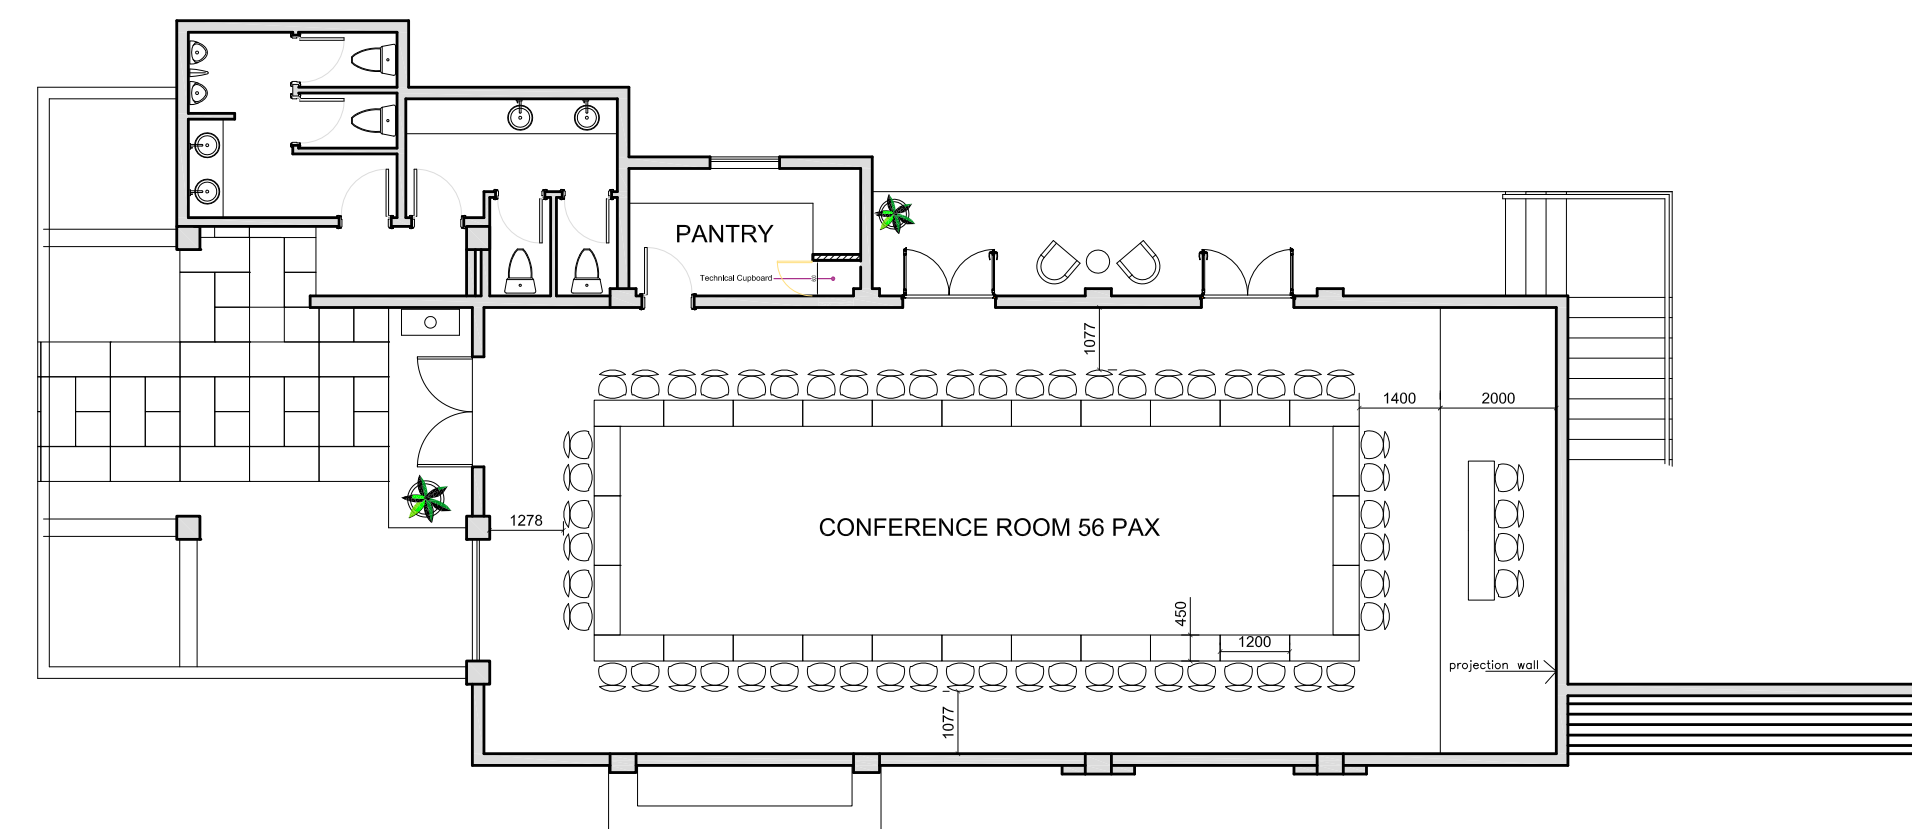 PANTRY
Technical Cupboard
1077
1400
2000
1278
CONFERENCE ROOM 56 PAX
450
1200
projection wall
1077